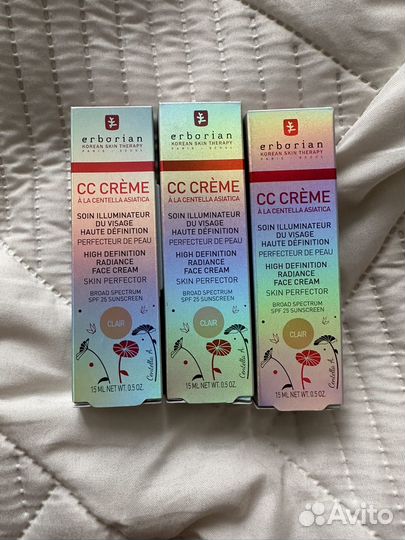 erborian
KOREAN SKIN THERAPY
PARIS - SEOUL
CC CRÈME
À LA CENTELLA ASIATICA
SOIN ILLUMINATEUR
DU VISAGE
HAUTE DÉFINITION
PERFECTEUR DE PEAU
HIGH DEFINITION
RADIANCE
FACE CREAM
SKIN PERFECTOR
BROAD SPECTRUM
SPF 25 SUNSCREEN
CLAIR
Centella A.
15 ML NET WT. 0.5 OZ.
erborian
KOREAN SKIN THERAPY
PARIS - SEOUL
CC CRÈME
À LA CENTELLA ASIATICA
SOIN ILLUMINATEUR
DU VISAGE
HAUTE DÉFINITION
PERFECTEUR DE PEAU
HIGH DEFINITION
RADIANCE
FACE CREAM
SKIN PERFECTOR
BROAD SPECTRUM
SPF 25 SUNSCREEN
CLAIR
Centella A.
15 ML NET WT. 0.5 OZ.
erborian
KOREAN SKIN THERAPY
PARIS - SEOUL
CC CRÈME
À LA CENTELLA ASIATICA
SOIN ILLUMINATEUR
DU VISAGE
HAUTE DÉFINITION
PERFECTEUR DE PEAU
HIGH DEFINITION
RADIANCE
FACE CREAM
SKIN PERFECTOR
BROAD SPECTRUM
SPF 25 SUNSCREEN
CLAIR
Centella A.
15 ML NET WT. 0.5 OZ.
Avito